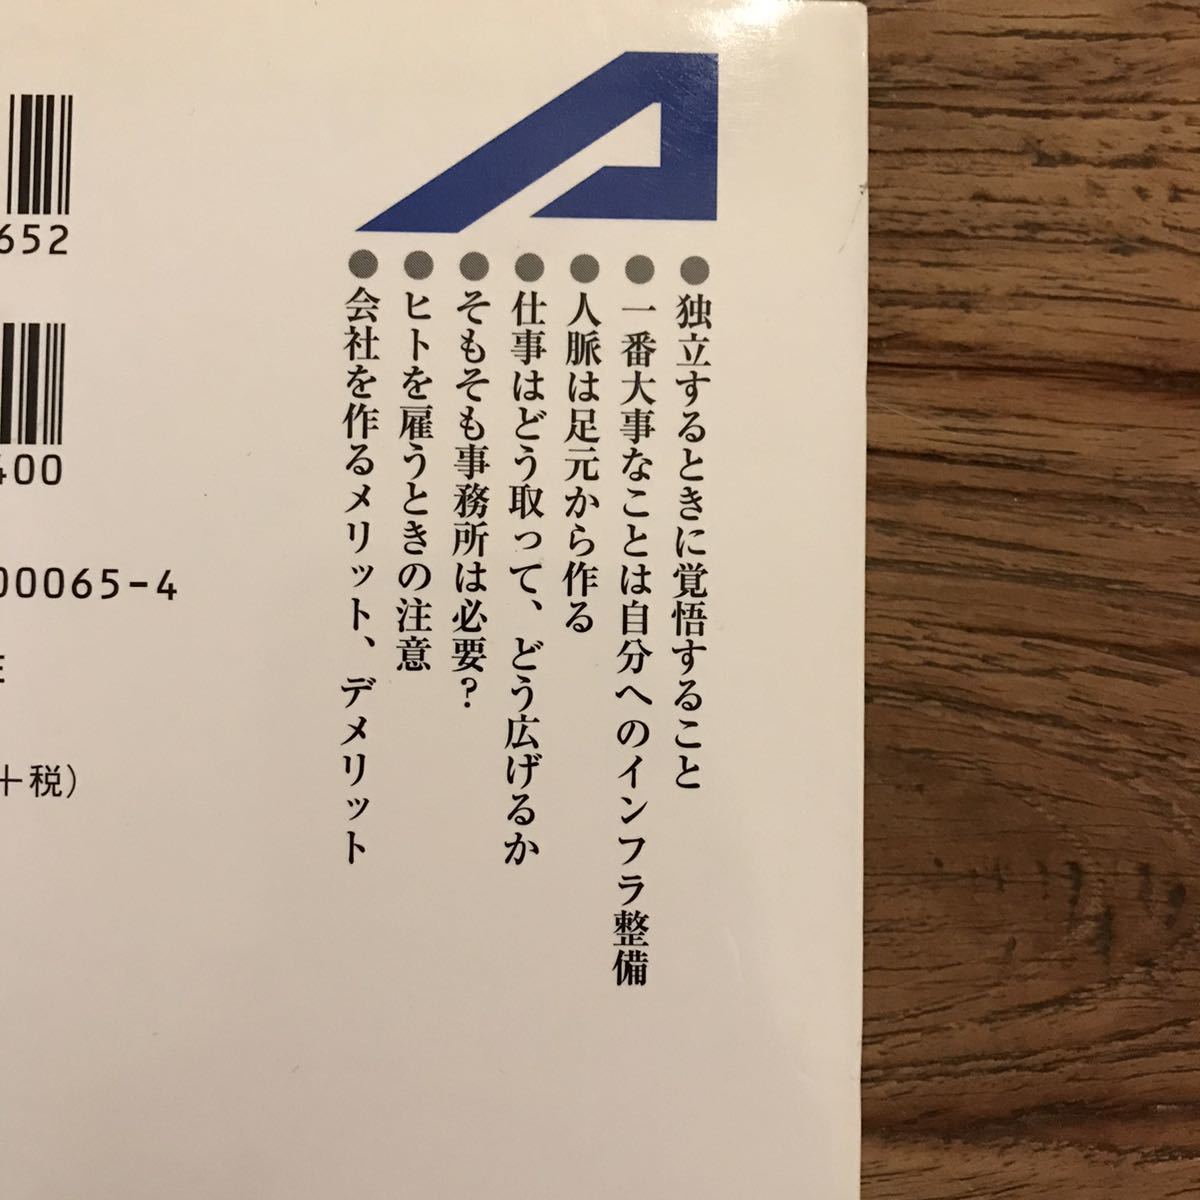 ●独立するときに覚悟すること
●一番大事なことは自分へのインフラ整備
●人脈は足元から作る
●仕事はどう取って、どう広げるか
●そもそも事務所は必要?
●ヒトを雇うときの注意
●会社を作るメリット、デメリット
652
400
00065-4
+税)